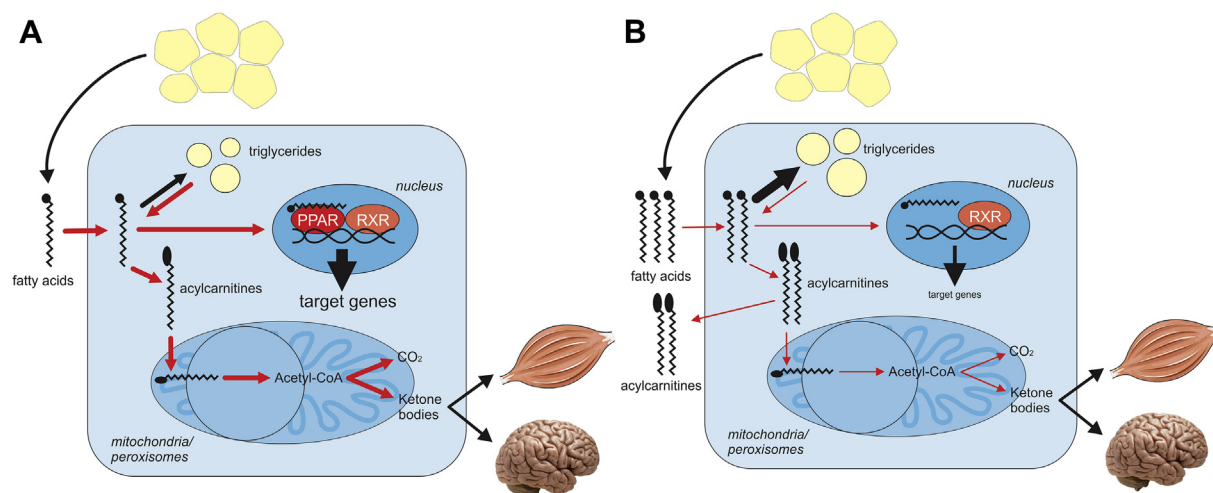 A
triglycerides
nucleus
PPAR
RXR
fatty acids
acylcarnitines
target genes
CO₂
Acetyl-CoA
Ketone
bodies
mitochondria/
peroxisomes
B
triglycerides
nucleus
RXR
fatty acids
acylcarnitines
target genes
acylcarnitines
CO₂
Acetyl-CoA
Ketone
bodies
mitochondria/
peroxisomes